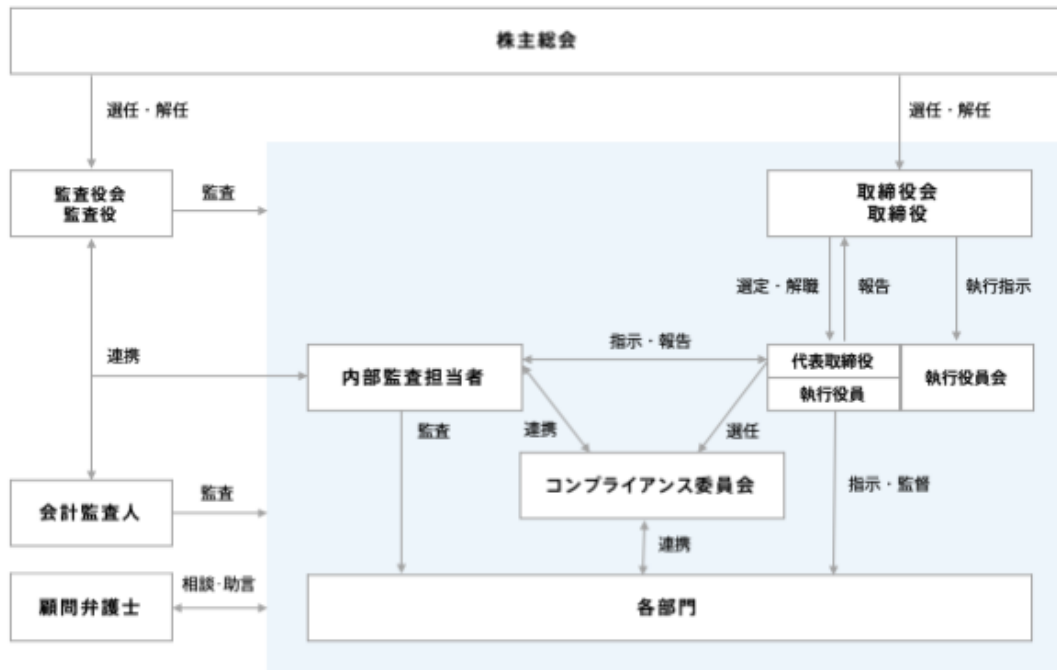 株主総会
選任・解任
選任・解任
監査役会
監査役
監査
取締役会
取締役
選定・解職
報告
執行指示
連携
指示・報告
内部監査担当者
代表取締役
執行役員
執行役員会
監査
連携
選任
コンプライアンス委員会
指示・監督
会計監査人
監査
連携
顧問弁護士
相談・助言
各部門